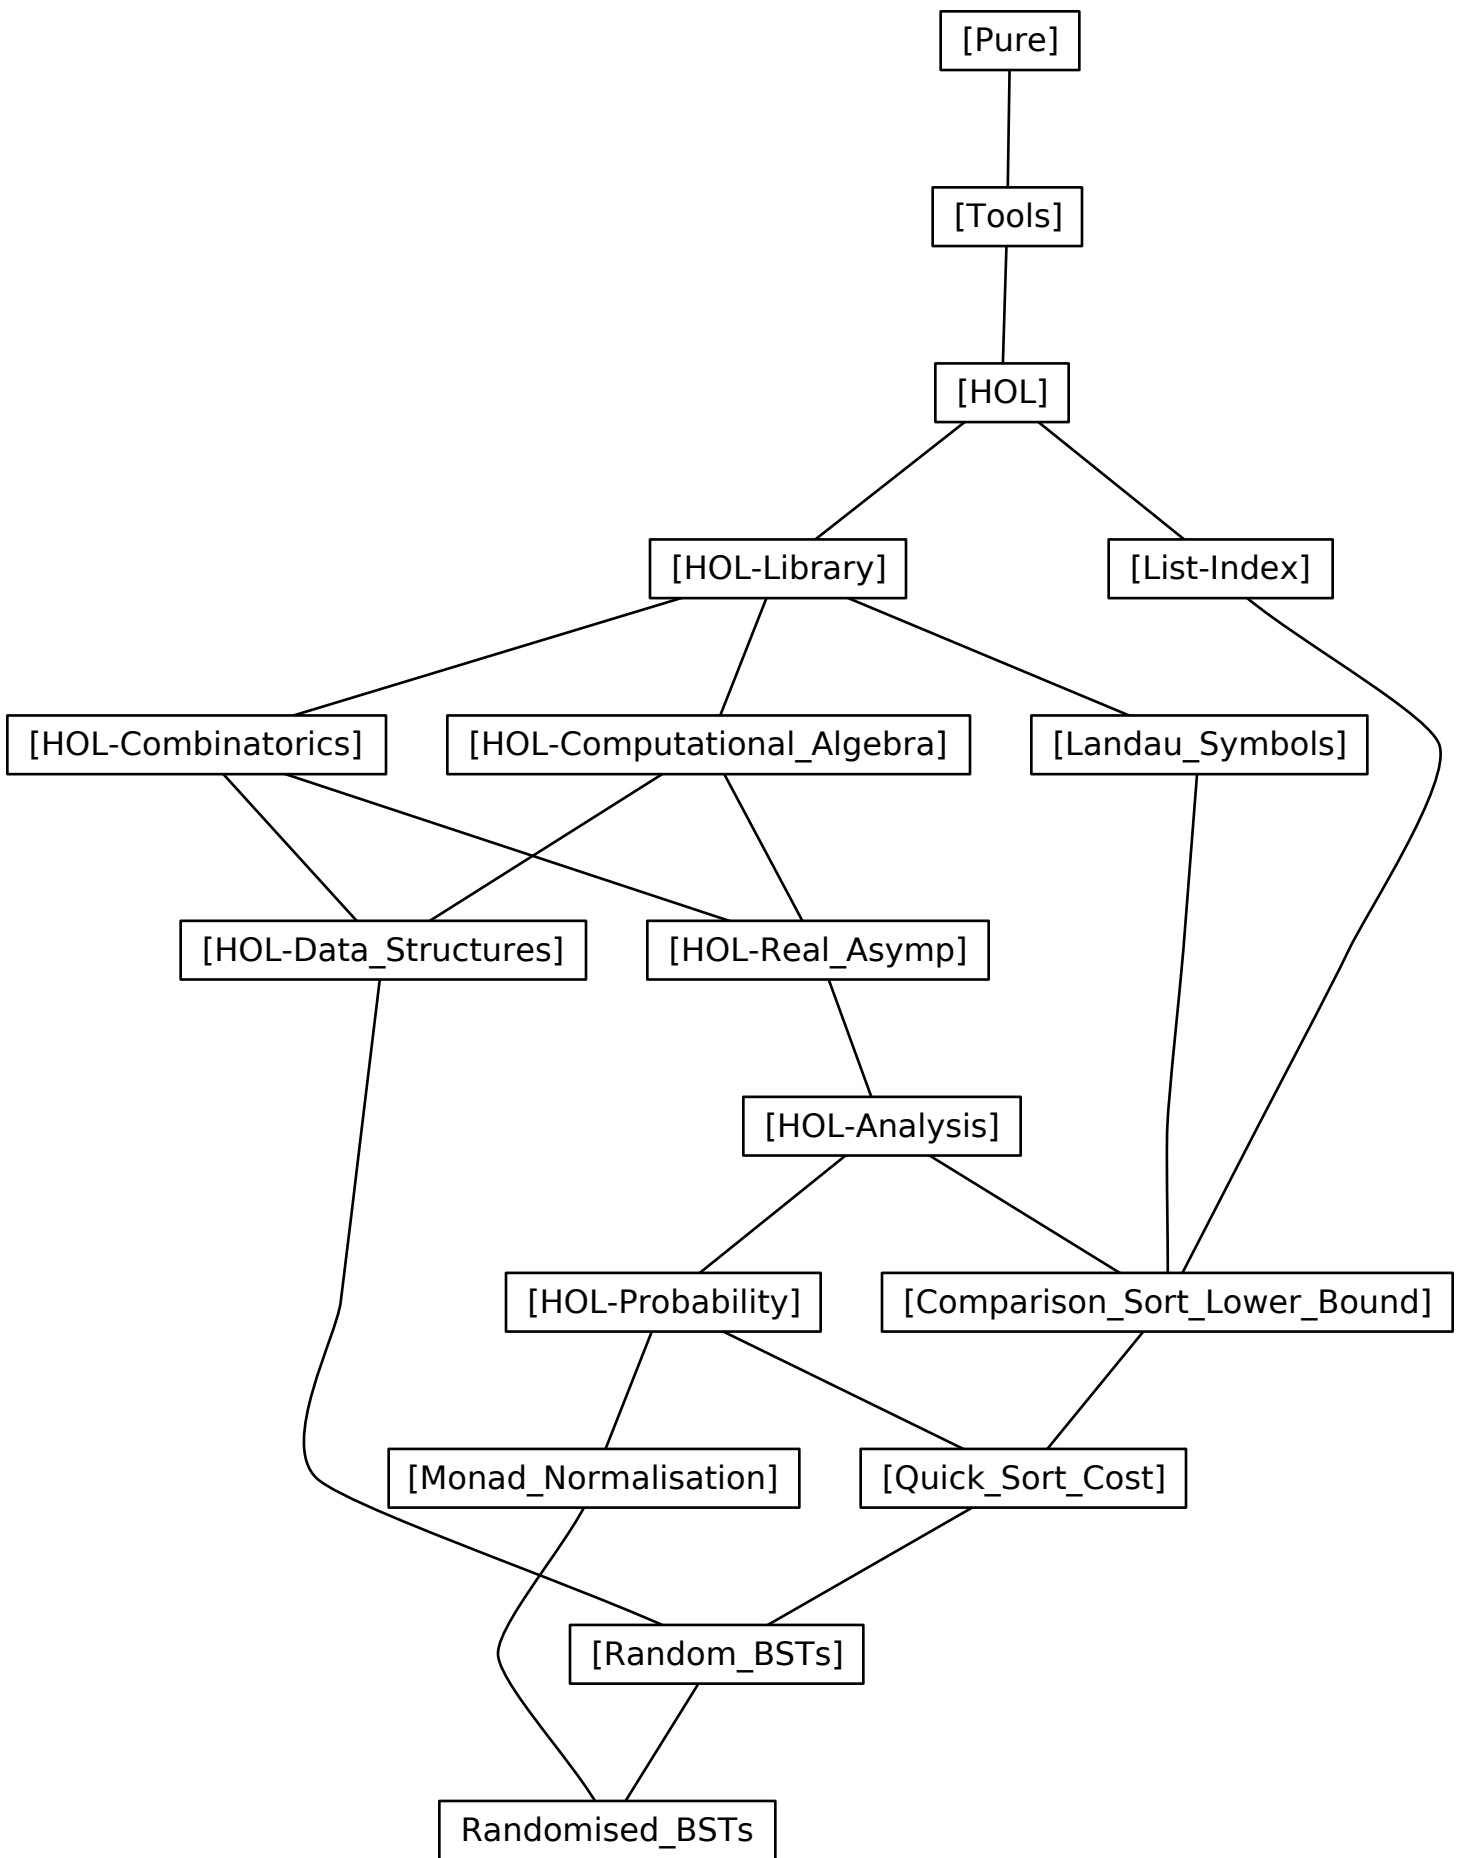 [Pure]
[Tools]
[HOL]
[HOL-Library]
[List-Index]
[HOL-Combinatorics]
[HOL-Computational_Algebra]
[Landau_Symbols]
[HOL-Data_Structures]
[HOL-Real_Asymp]
[HOL-Analysis]
[HOL-Probability]
[Comparison_Sort_Lower_Bound]
[Monad_Normalisation]
[Quick_Sort_Cost]
[Random_BSTs]
Randomised_BSTs